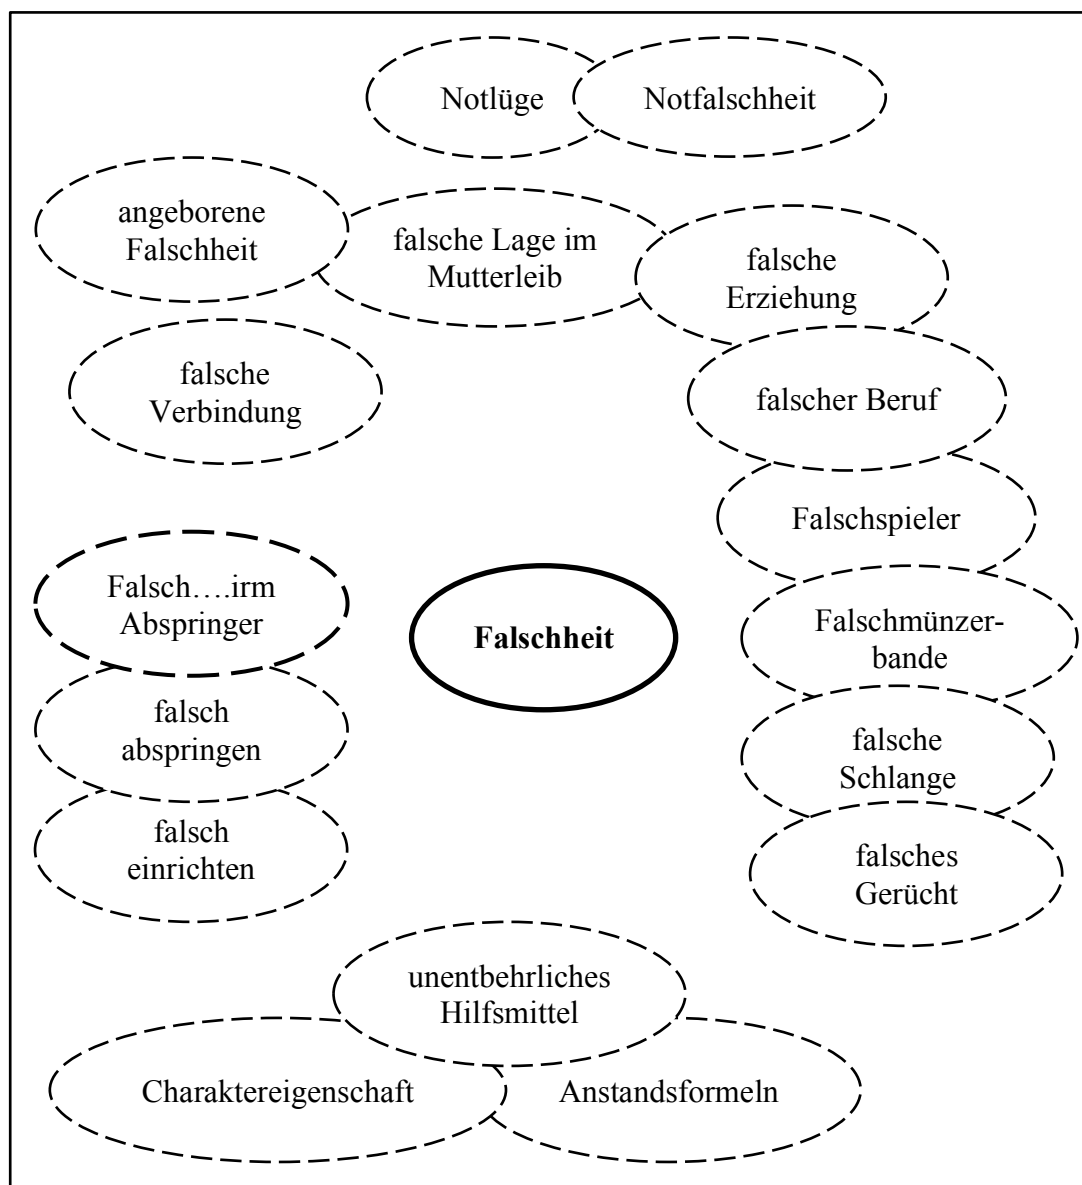 Notlüge
Notfalschheit
angeborene
Falschheit
falsche Lage im
Mutterleib
falsche
Erziehung
falsche
Verbindung
falscher Beruf
Falschspieler
Falsch….irm
Abspringer
Falschheit
Falschmünzer-
bande
falsch
abspringen
falsche
Schlange
falsch
einrichten
falsches
Gerücht
unentbehrliches
Hilfsmittel
Charaktereigenschaft
Anstandsformeln